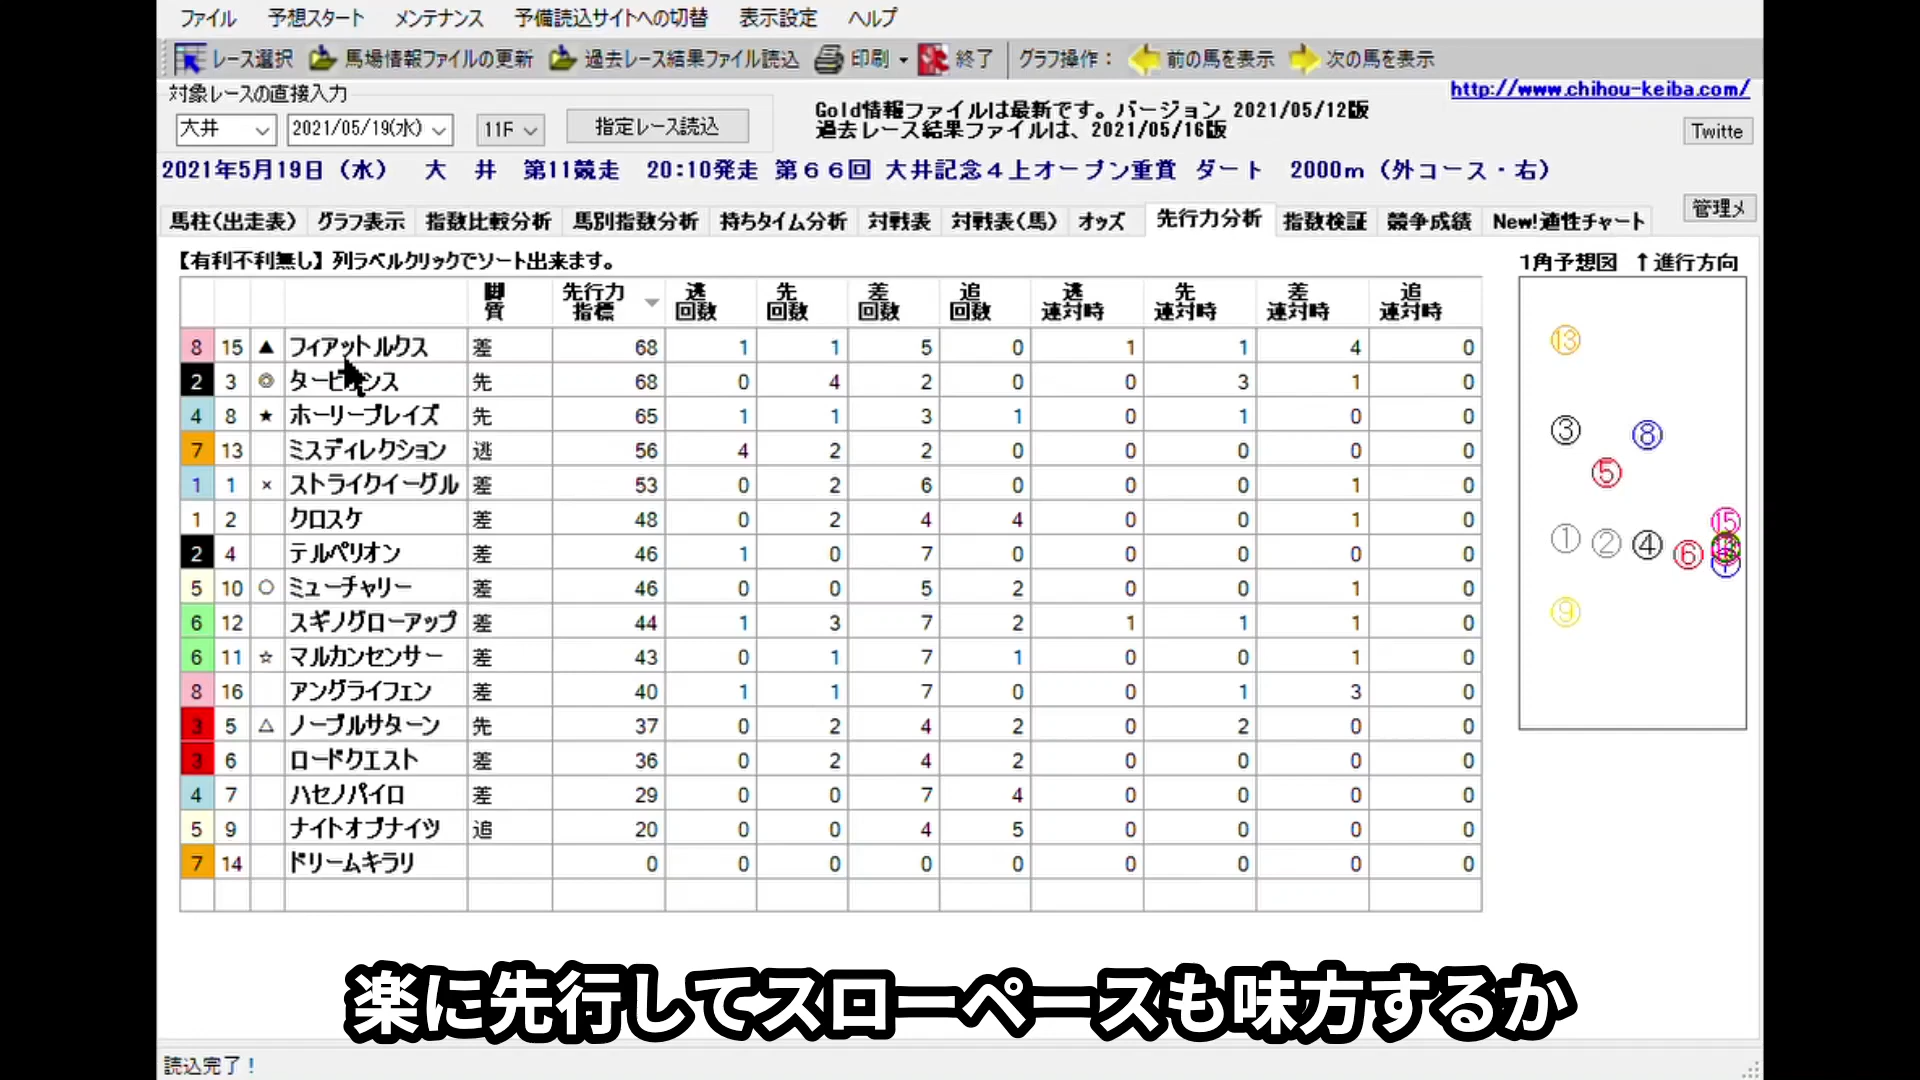 ファイル 予想スタート メンテナンス 予備読込サイトへの切替 表示設定 ヘルプ
レース選択 馬場情報ファイルの更新 過去レース結果ファイル読込 印刷 終了 グラフ操作： 前の馬を表示 次の馬を表示
対象レースの直接入力
http://www.chihou-keiba.com/
Gold情報ファイルは最新です。バージョン 2021/05/12版
過去レース結果ファイルは、2021/05/16版
大井 2021/05/19(水) 11F 指定レース読込
Twitte
2021年5月19日（水） 大 井 第11競走 20:10発走 第６６回 大井記念４上オープン重賞 ダート 2000m（外コース・右）
管理メ
馬柱(出走表) グラフ表示 指数比較分析 馬別指数分析 持ちタイム分析 対戦表 対戦表(馬) オッズ 先行力分析 指数検証 競争成績 New!適性チャート
【有利不利無し】列ラベルクリックでソート出来ます。
1角予想図 ↑進行方向
脚質 先行力指標 逃回数 先回数 差回数 追回数 逃連対時 先連対時 差連対時 追連対時
8 15 ▲ フィアットルクス 差 68 1 1 5 0 1 1 4 0
2 3 ◎ 先 68 0 4 2 0 0 3 1 0
4 8 ★ ホーリーブレイズ 先 65 1 1 3 1 0 1 0 0
7 13 ミスディレクション 逃 56 4 2 2 0 0 0 0 0
1 1 × ストライクイーグル 差 53 0 2 6 0 0 0 1 0
1 2 クロスケ 差 48 0 2 4 4 0 0 1 0
2 4 テルペリオン 差 46 1 0 7 0 0 0 0 0
5 10 ○ ミューチャリー 差 46 0 0 5 2 0 0 1 0
6 12 スギノグローアップ 差 44 1 3 7 2 1 1 1 0
6 11 ☆ マルカンセンサー 差 43 0 1 7 1 0 0 1 0
8 16 アングライフェン 差 40 1 1 7 0 0 1 3 0
3 5 △ ノーブルサターン 先 37 0 2 4 2 0 2 0 0
3 6 ロードクエスト 差 36 0 2 4 2 0 0 0 0
4 7 ハセノパイロ 差 29 0 0 7 4 0 0 0 0
5 9 ナイトオブナイツ 追 20 0 0 4 5 0 0 0 0
7 14 ドリームキラリ 0 0 0 0 0 0 0 0 0
⑬
③ ⑧
⑤
⑮
① ② ④ ⑥
⑨
楽に先行してスローペースも味方するか
読込完了！